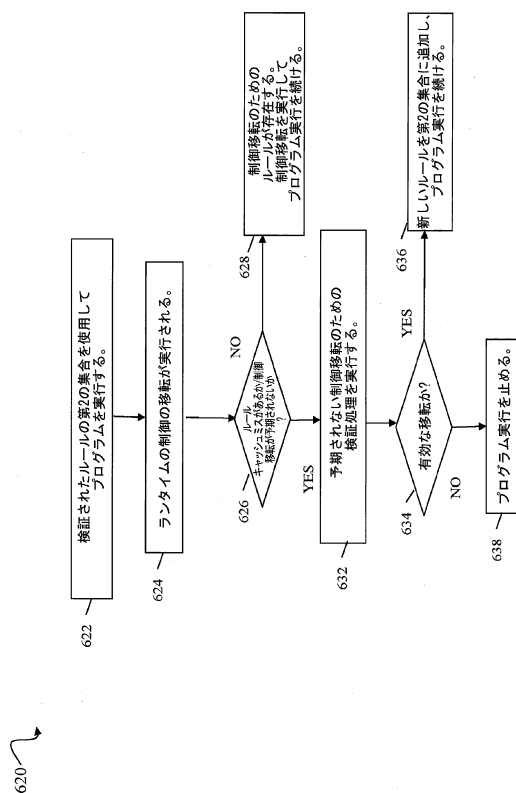 620
622
検証されたルールの第2の集合を使用して
プログラムを実行する。
624
ランタイムの制御の移転が実行される。
626
ルール
キャッシュミスがあるか/制御
移転が予期されないか
?
NO
YES
628
制御移転のための
ルールが存在する。
制御移転を実行して
プログラム実行を続ける。
632
予期されない制御移転のための
検証処理を実行する。
634
有効な移転か?
YES
NO
636
新しいルールを第2の集合に追加し、
プログラム実行を続ける。
638
プログラム実行を止める。